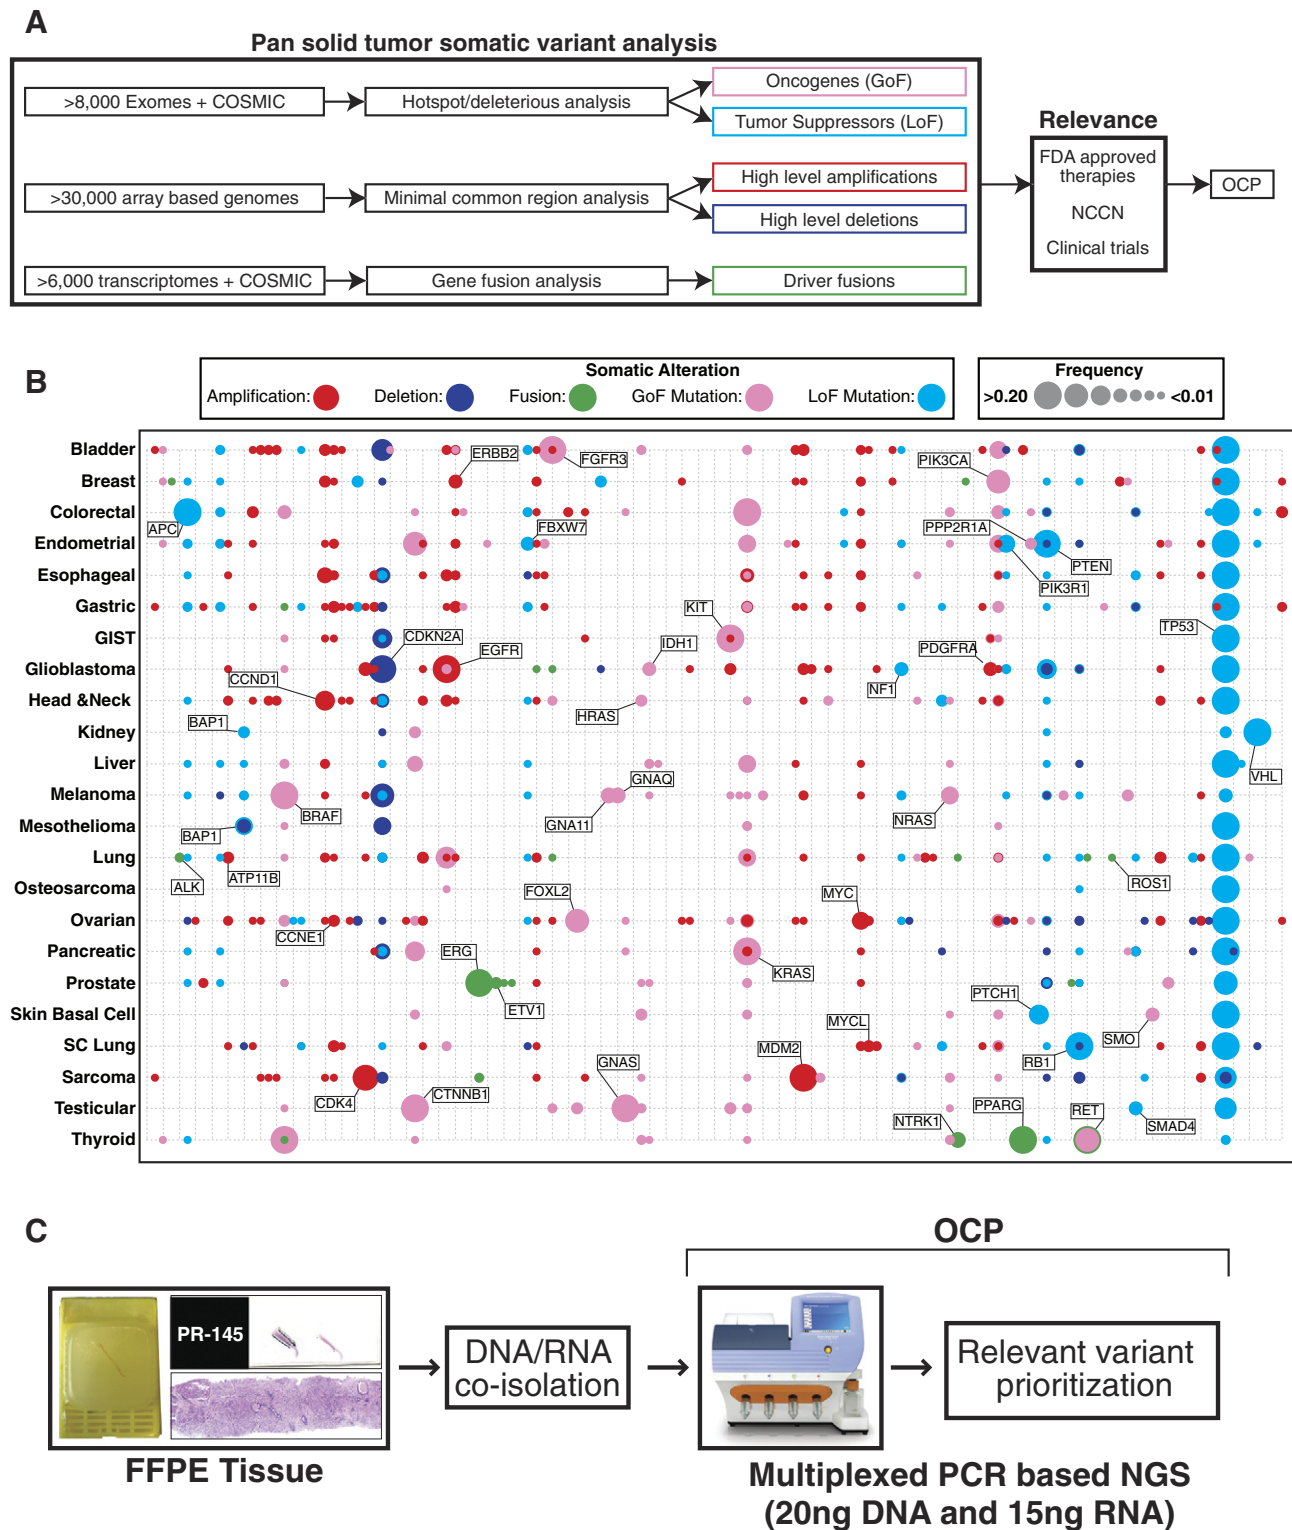 A
Pan solid tumor somatic variant analysis
>8,000 Exomes + COSMIC
Hotspot/deleterious analysis
Oncogenes (GoF)
Tumor Suppressors (LoF)
>30,000 array based genomes
Minimal common region analysis
High level amplifications
High level deletions
>6,000 transcriptomes + COSMIC
Gene fusion analysis
Driver fusions
Relevance
FDA approved
therapies
NCCN
Clinical trials
OCP
B
Somatic Alteration
Amplification:
Deletion:
Fusion:
GoF Mutation:
LoF Mutation:
Frequency
>0.20
<0.01
Bladder
ERBB2
FGFR3
PIK3CA
Breast
Colorectal
APC
FBXW7
PPP2R1A
Endometrial
PTEN
Esophageal
PIK3R1
Gastric
KIT
TP53
GIST
CDKN2A
EGFR
IDH1
PDGFRA
Glioblastoma
CCND1
NF1
Head &Neck
HRAS
BAP1
Kidney
Liver
GNAQ
VHL
Melanoma
BRAF
GNA11
NRAS
Mesothelioma
BAP1
Lung
ALK
ATP11B
ROS1
Osteosarcoma
FOXL2
MYC
Ovarian
CCNE1
Pancreatic
ERG
KRAS
Prostate
ETV1
PTCH1
Skin Basal Cell
MYCL
SMO
SC Lung
MDM2
RB1
GNAS
Sarcoma
CDK4
CTNNB1
Testicular
NTRK1
PPARG
RET
SMAD4
Thyroid
C
OCP
PR-145
DNA/RNA
co-isolation
Relevant variant
prioritization
FFPE Tissue
Multiplexed PCR based NGS
(20ng DNA and 15ng RNA)